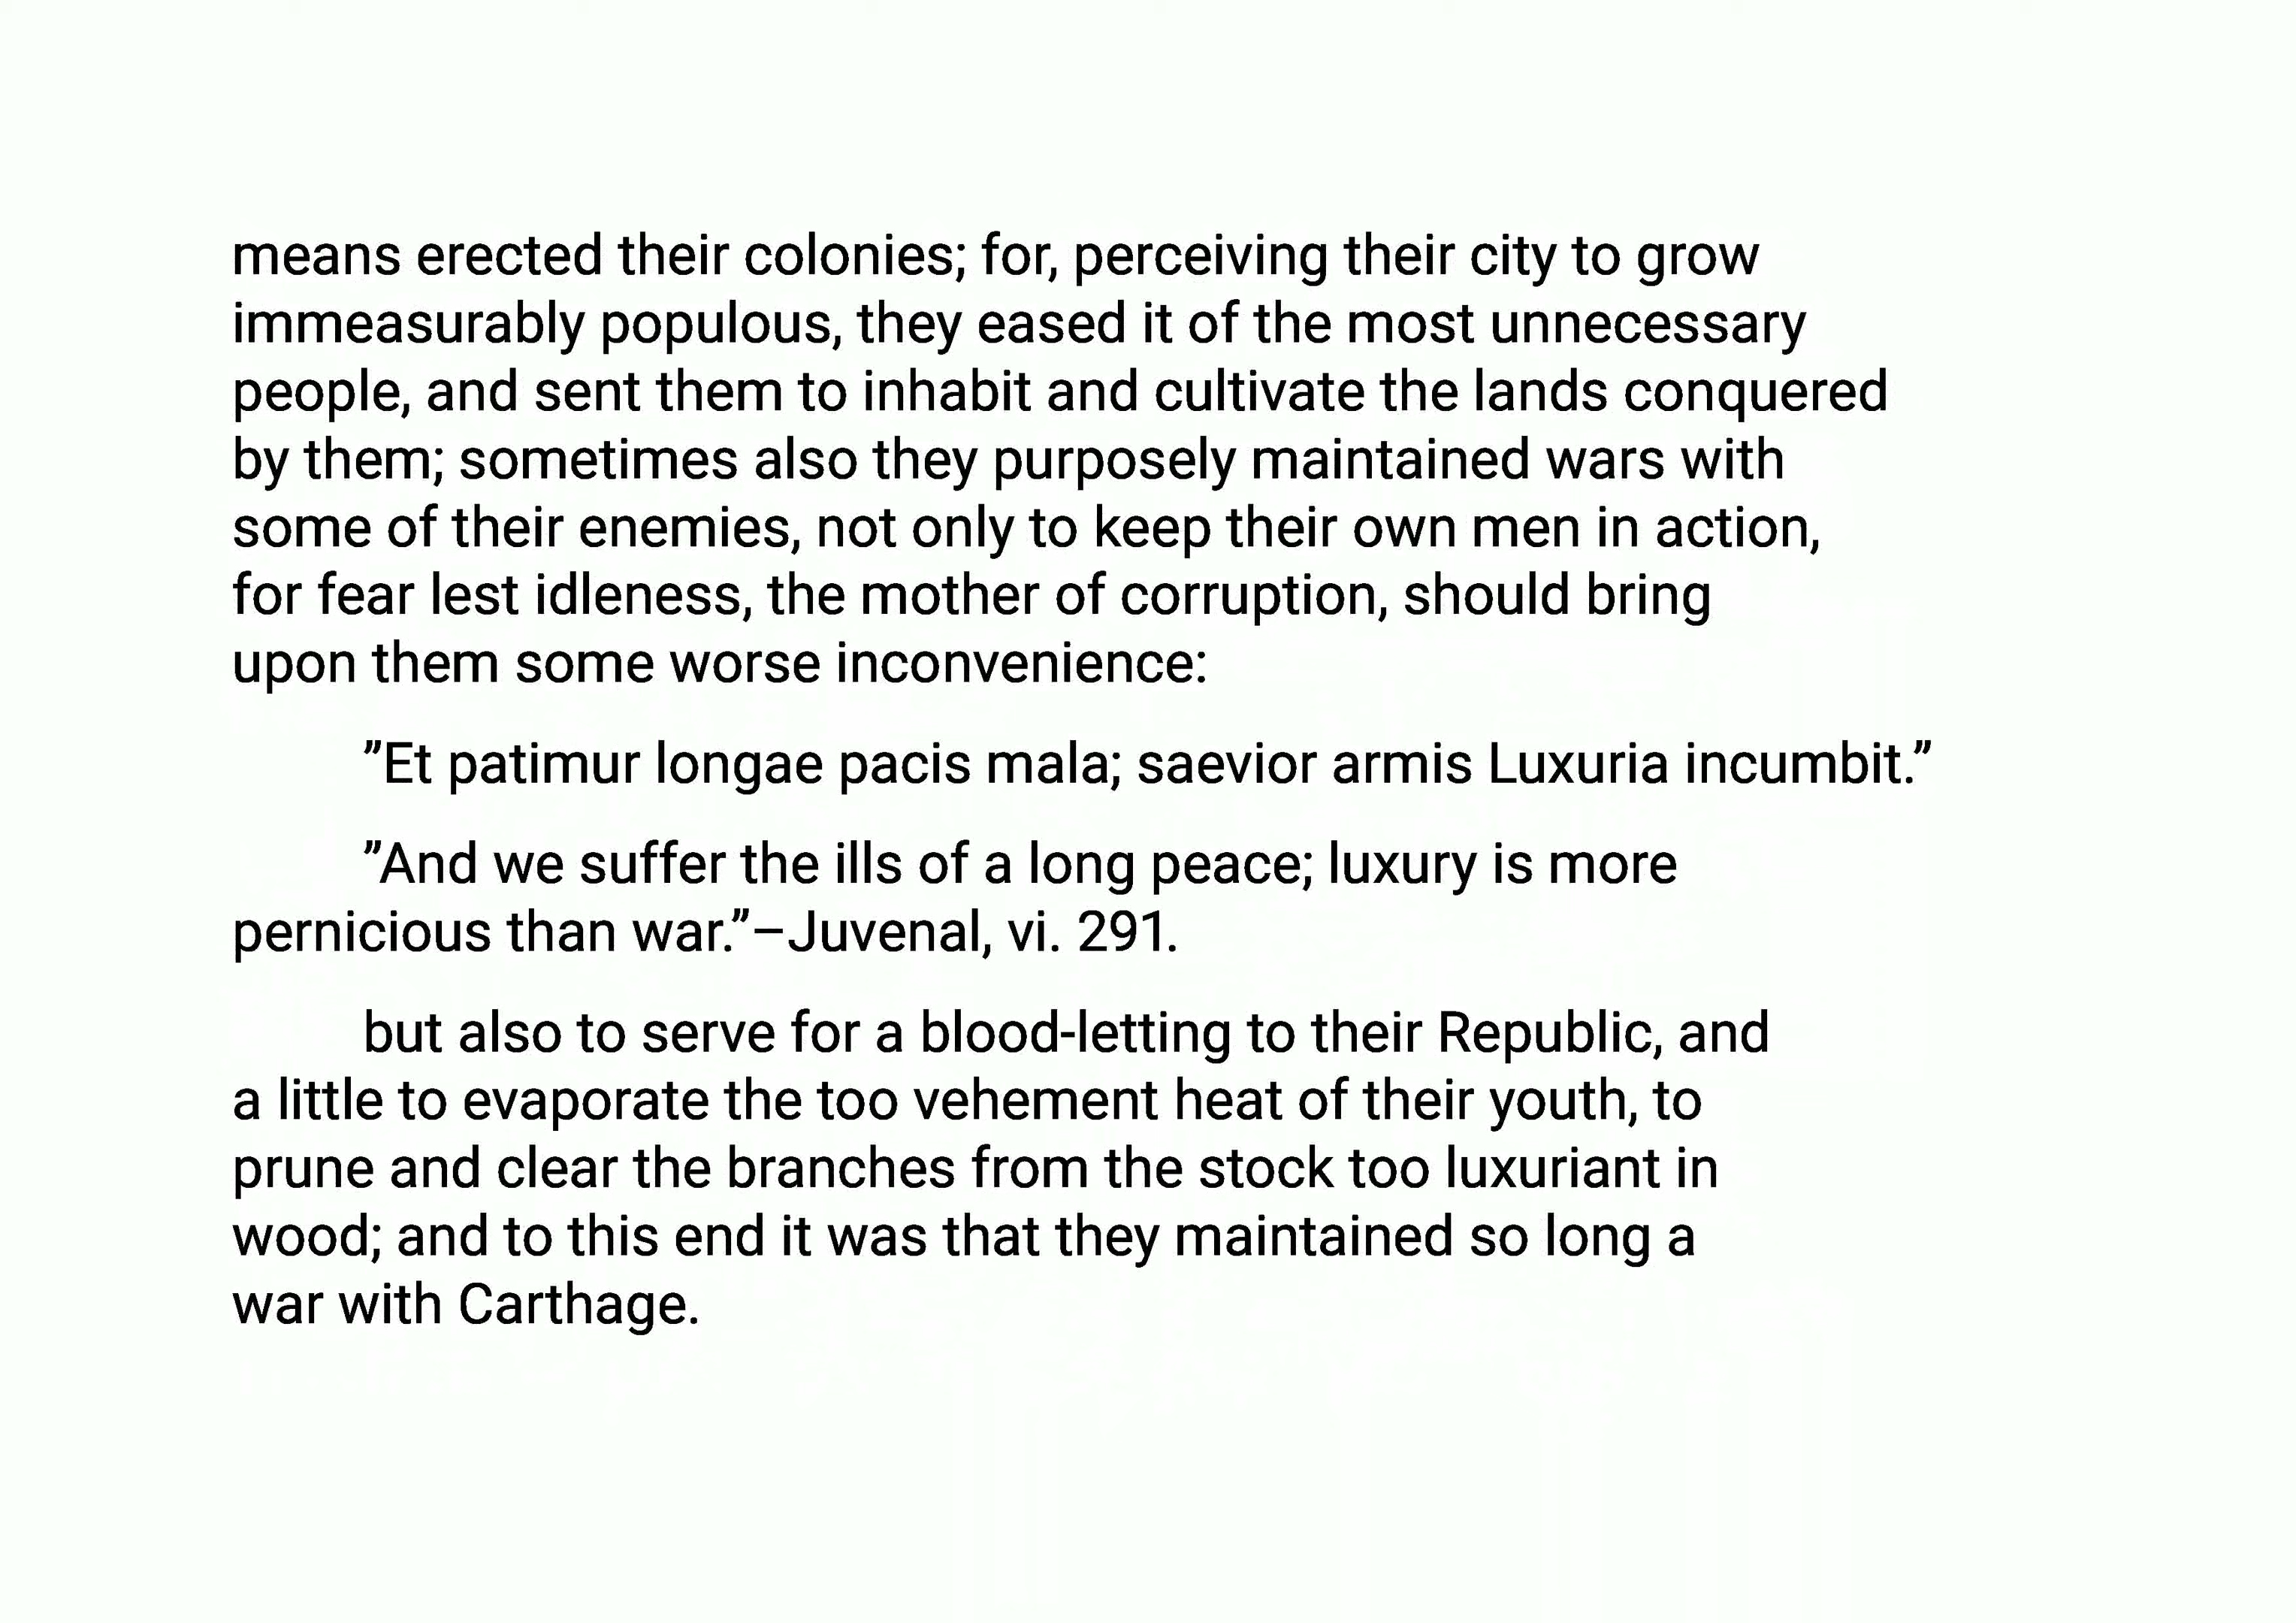 means erected their colonies; for, perceiving their city to grow
immeasurably populous, they eased it of the most unnecessary
people, and sent them to inhabit and cultivate the lands conquered
by them; sometimes also they purposely maintained wars with
some of their enemies, not only to keep their own men in action,
for fear lest idleness, the mother of corruption, should bring
upon them some worse inconvenience:
”Et patimur longae pacis mala; saevior armis Luxuria incumbit.”
”And we suffer the ills of a long peace; luxury is more
pernicious than war.”–Juvenal, vi. 291.
but also to serve for a blood-letting to their Republic, and
a little to evaporate the too vehement heat of their youth, to
prune and clear the branches from the stock too luxuriant in
wood; and to this end it was that they maintained so long a
war with Carthage.